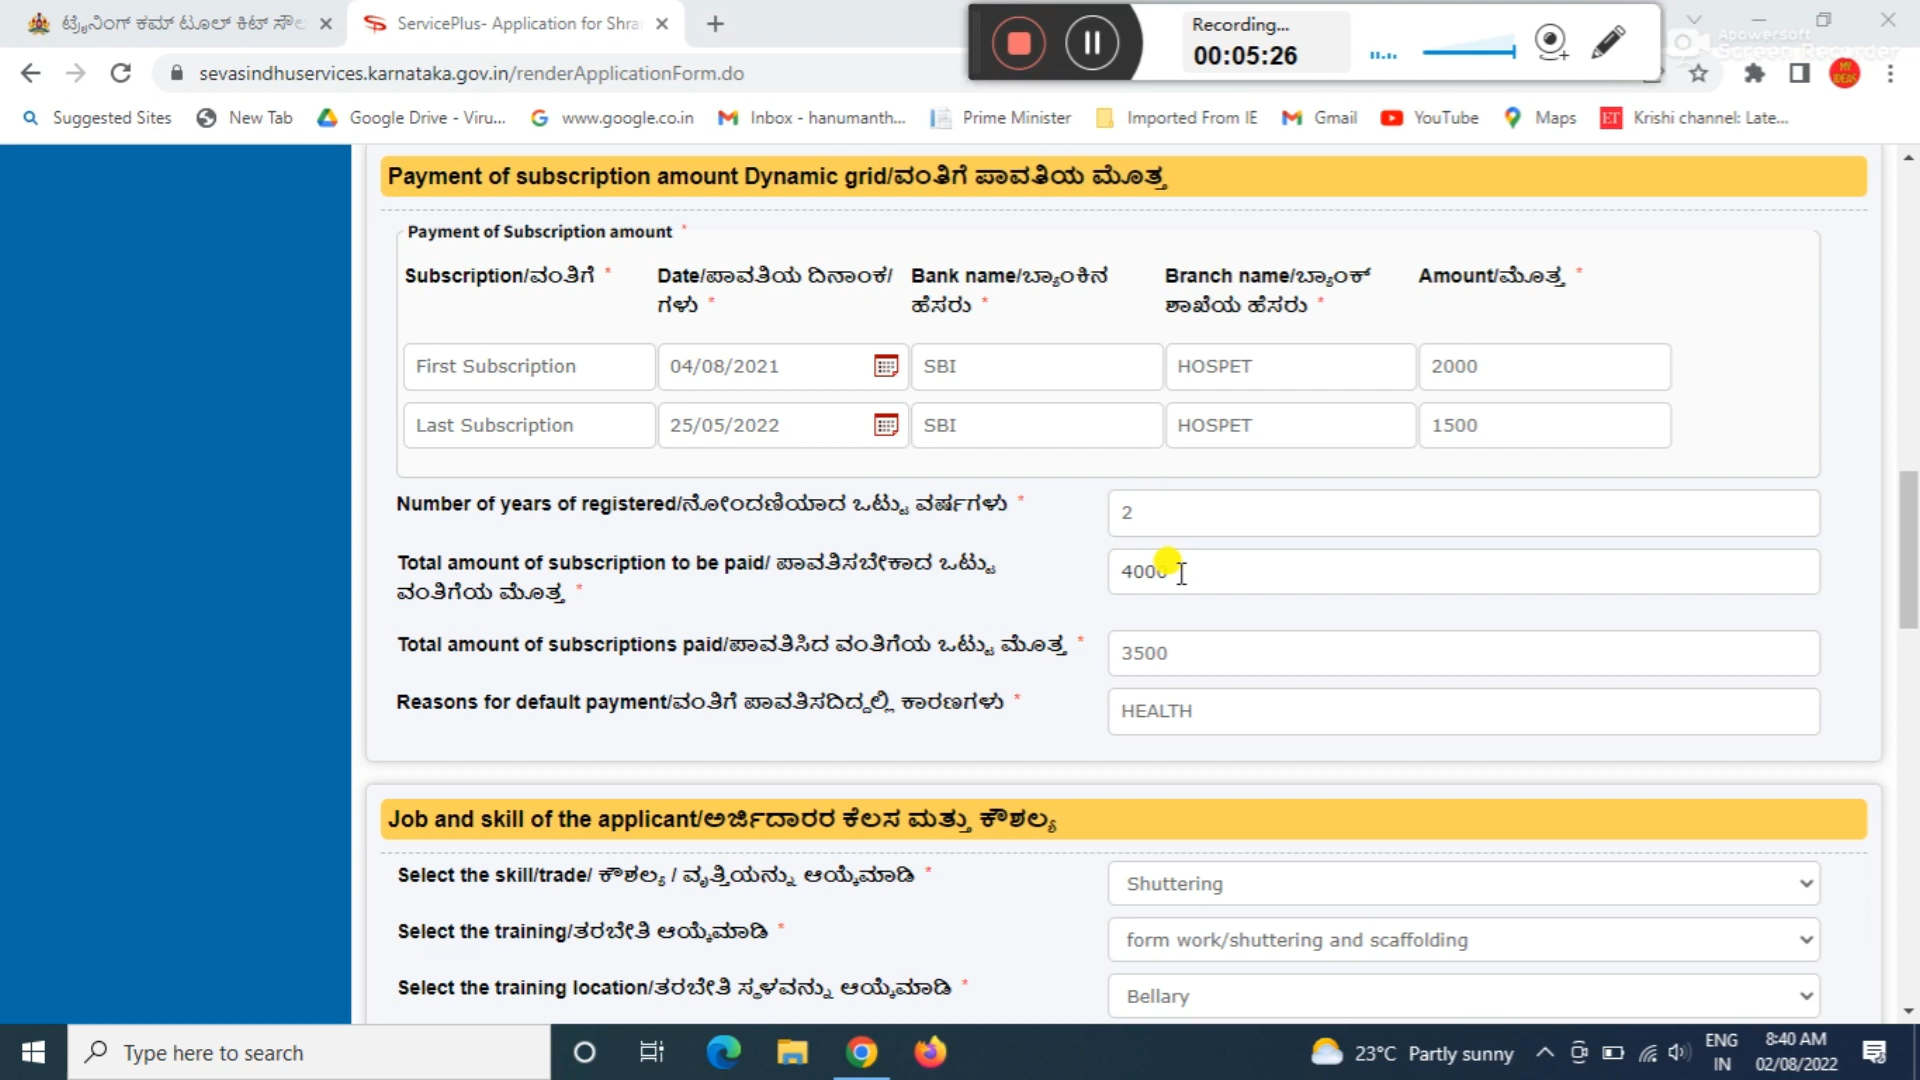 ಟ್ರೈನಿಂಗ್ ಕಮ್ ಟೂಲ್ ಕಿಟ್ ಸೌಲ
ServicePlus- Application for Shra
Recording...
00:05:26
Apowersoft
Screen Recorder
sevasindhuservices.karnataka.gov.in/renderApplicationForm.do
Suggested Sites New Tab Google Drive - Viru... www.google.co.in Inbox - hanumanth... Prime Minister Imported From IE Gmail YouTube Maps ET Krishi channel: Late...
Payment of subscription amount Dynamic grid/ವಂತಿಗೆ ಪಾವತಿಯ ಮೊತ್ತ
Payment of Subscription amount *
Subscription/ವಂತಿಗೆ * Date/ಪಾವತಿಯ ದಿನಾಂಕ/ಗಳು * Bank name/ಬ್ಯಾಂಕಿನ ಹೆಸರು * Branch name/ಬ್ಯಾಂಕ್ ಶಾಖೆಯ ಹೆಸರು * Amount/ಮೊತ್ತ *
First Subscription 04/08/2021 SBI HOSPET 2000
Last Subscription 25/05/2022 SBI HOSPET 1500
Number of years of registered/ನೋಂದಣಿಯಾದ ಒಟ್ಟು ವರ್ಷಗಳು * 2
Total amount of subscription to be paid/ ಪಾವತಿಸಬೇಕಾದ ಒಟ್ಟು 4000
ವಂತಿಗೆಯ ಮೊತ್ತ *
Total amount of subscriptions paid/ಪಾವತಿಸಿದ ವಂತಿಗೆಯ ಒಟ್ಟು ಮೊತ್ತ * 3500
Reasons for default payment/ವಂತಿಗೆ ಪಾವತಿಸದಿದ್ದಲ್ಲಿ ಕಾರಣಗಳು * HEALTH
Job and skill of the applicant/ಅರ್ಜಿದಾರರ ಕೆಲಸ ಮತ್ತು ಕೌಶಲ್ಯ
Select the skill/trade/ ಕೌಶಲ್ಯ / ವೃತ್ತಿಯನ್ನು ಆಯ್ಕೆಮಾಡಿ * Shuttering
Select the training/ತರಬೇತಿ ಆಯ್ಕೆಮಾಡಿ * form work/shuttering and scaffolding
Select the training location/ತರಬೇತಿ ಸ್ಥಳವನ್ನು ಆಯ್ಕೆಮಾಡಿ * Bellary
Type here to search
23°C Partly sunny
ENG
IN
8:40 AM
02/08/2022